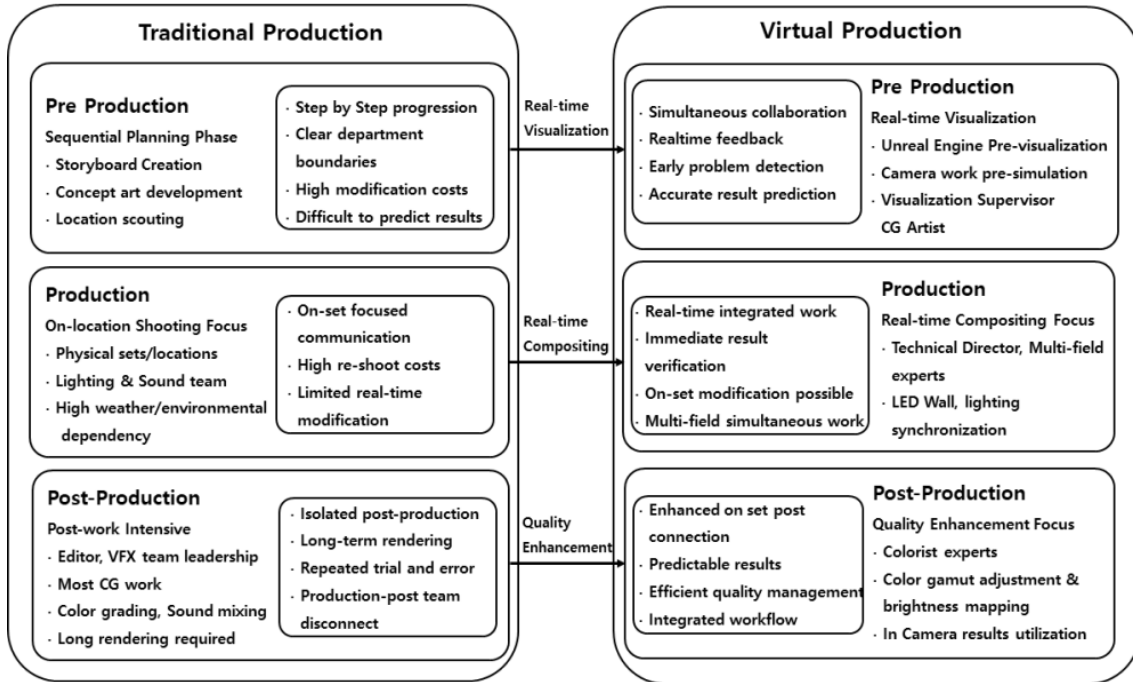 Traditional Production
Pre Production
Sequential Planning Phase
· Storyboard Creation
· Concept art development
· Location scouting
· Step by Step progression
· Clear department
boundaries
· High modification costs
· Difficult to predict results
Production
On-location Shooting Focus
· Physical sets/locations
· Lighting & Sound team
· High weather/environmental
dependency
· On-set focused
communication
· High re-shoot costs
· Limited real-time
modification
Post-Production
Post-work Intensive
· Editor, VFX team leadership
· Most CG work
· Color grading, Sound mixing
· Long rendering required
· Isolated post-production
· Long-term rendering
· Repeated trial and error
· Production-post team
disconnect
Real-time
Visualization
Real-time
Compositing
Quality
Enhancement
Virtual Production
· Simultaneous collaboration
· Realtime feedback
· Early problem detection
· Accurate result prediction
Pre Production
Real-time Visualization
· Unreal Engine Pre-visualization
· Camera work pre-simulation
· Visualization Supervisor
CG Artist
· Real-time integrated work
· Immediate result
verification
· On-set modification possible
· Multi-field simultaneous work
Production
Real-time Compositing Focus
· Technical Director, Multi-field
experts
· LED Wall, lighting
synchronization
· Enhanced on set post
connection
· Predictable results
· Efficient quality management
· Integrated workflow
Post-Production
Quality Enhancement Focus
· Colorist experts
· Color gamut adjustment &
brightness mapping
· In Camera results utilization